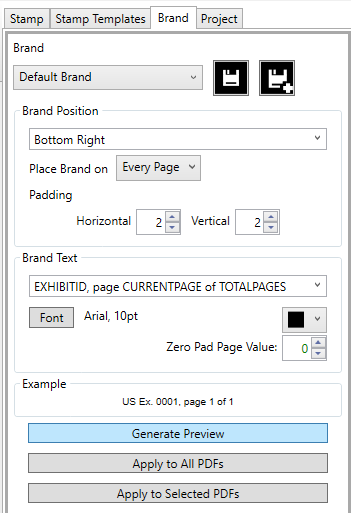 Stamp Stamp Templates Brand Project
Brand
Default Brand
Brand Position
Bottom Right
Place Brand on Every Page
Padding
Horizontal 2 Vertical 2
Brand Text
EXHIBITID, page CURRENTPAGE of TOTALPAGES
Font Arial, 10pt
Zero Pad Page Value: 0
Example
US Ex. 0001, page 1 of 1
Generate Preview
Apply to All PDFs
Apply to Selected PDFs